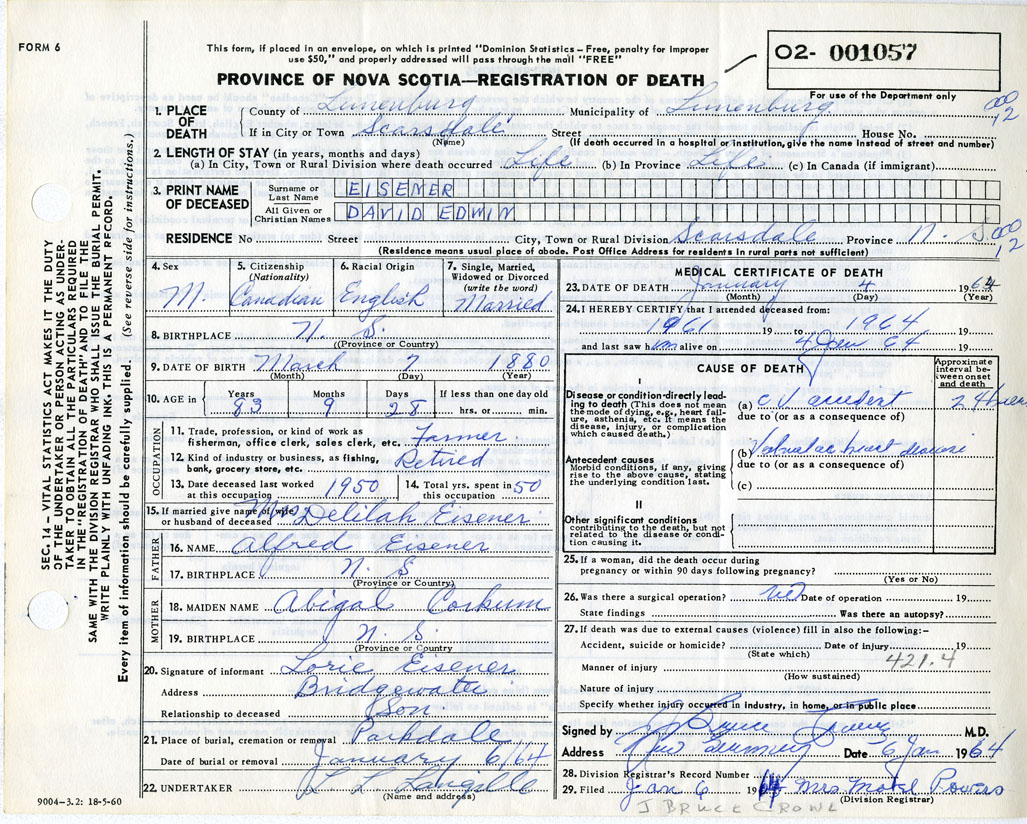 FORM 6
This form, if placed in an envelope, on which is printed "Dominion Statistics – Free, penalty for improper
use $50," and properly addressed will pass through the mail "FREE"
O2- 001057
PROVINCE OF NOVA SCOTIA—REGISTRATION OF DEATH
For use of the Department only
1. PLACE OF DEATH County of Lunenburg Municipality of Lunenburg
If in City or Town Scarsdale Street House No.
(Name) (If death occurred in a hospital or institution, give the name instead of street and number)
2. LENGTH OF STAY (in years, months and days)
(a) In City, Town or Rural Division where death occurred Life (b) In Province Life (c) In Canada (if immigrant)
3. PRINT NAME OF DECEASED Surname or Last Name EISENER
All Given or Christian Names DAVID EDWIN
RESIDENCE No Street City, Town or Rural Division Scarsdale Province N. S.
(Residence means usual place of abode. Post Office Address for residents in rural parts not sufficient)
4. Sex M.
5. Citizenship (Nationality) Canadian
6. Racial Origin English
7. Single, Married, Widowed or Divorced (write the word) Married
8. BIRTHPLACE N. S.
(Province or Country)
9. DATE OF BIRTH March 7 1880
(Month) (Day) (Year)
10. AGE in Years 83 Months 9 Days 28 If less than one day old hrs. or min.
OCCUPATION
11. Trade, profession, or kind of work as
fisherman, office clerk, sales clerk, etc. Farmer
12. Kind of industry or business, as fishing,
bank, grocery store, etc. Retired
13. Date deceased last worked at this occupation 1950
14. Total yrs. spent in this occupation 50
15. If married give name of wife or husband of deceased Mrs Delilah Eisener
FATHER
16. NAME Alfred Eisener
17. BIRTHPLACE N. S
(Province or Country)
MOTHER
18. MAIDEN NAME Abigal Corkum
19. BIRTHPLACE N. S.
(Province or Country)
20. Signature of informant Lorie Eisener
Address Bridgewater
Relationship to deceased Son
21. Place of burial, cremation or removal Parkdale
Date of burial or removal January 6/64
22. UNDERTAKER L. L. Langille
(Name and address)
MEDICAL CERTIFICATE OF DEATH
23. DATE OF DEATH January 4 1964
(Month) (Day) (Year)
24. I HEREBY CERTIFY that I attended deceased from:
1961 19 to 1964 19
and last saw him alive on 4 Jan 64 19
CAUSE OF DEATH
Approximate interval between onset and death
I
Disease or condition directly leading to death (This does not mean the mode of dying, e.g., heart failure, asthenia, etc. It means the disease, injury, or complication which caused death.)
(a) C V
due to (or as a consequence of)
Antecedent causes
Morbid conditions, if any, giving rise to the above cause, stating the underlying condition last.
(b) Valvular heart disease
due to (or as a consequence of)
(c)
II
Other significant conditions
contributing to the death, but not related to the disease or condition causing it.
25. If a woman, did the death occur during
pregnancy or within 90 days following pregnancy?
(Yes or No)
26. Was there a surgical operation? Date of operation 19
State findings Was there an autopsy?
27. If death was due to external causes (violence) fill in also the following:–
Accident, suicide or homicide? Date of injury 19
(State which) 421.4
Manner of injury
(How sustained)
Nature of injury
Specify whether injury occurred in industry, in home, or in public place
Signed by J Bruce M.D.
Address New Germany Date 6 Jan 1964
28. Division Registrar's Record Number
29. Filed Jan 6 1964 Mrs Powers
(Division Registrar)
J BRUCE CROWE
9004-3.2: 18-5-60
SEC. 14 – VITAL STATISTICS ACT MAKES IT THE DUTY
OF THE UNDERTAKER OR PERSON ACTING AS UNDER-
TAKER TO OBTAIN ALL THE PARTICULARS REQUIRED
IN THE "REGISTRATION OF DEATH" AND TO FILE THE
SAME WITH THE DIVISION REGISTRAR WHO SHALL ISSUE THE BURIAL PERMIT.
WRITE PLAINLY WITH UNFADING INK. THIS IS A PERMANENT RECORD.
Every item of information should be carefully supplied. (See reverse side for instructions.)